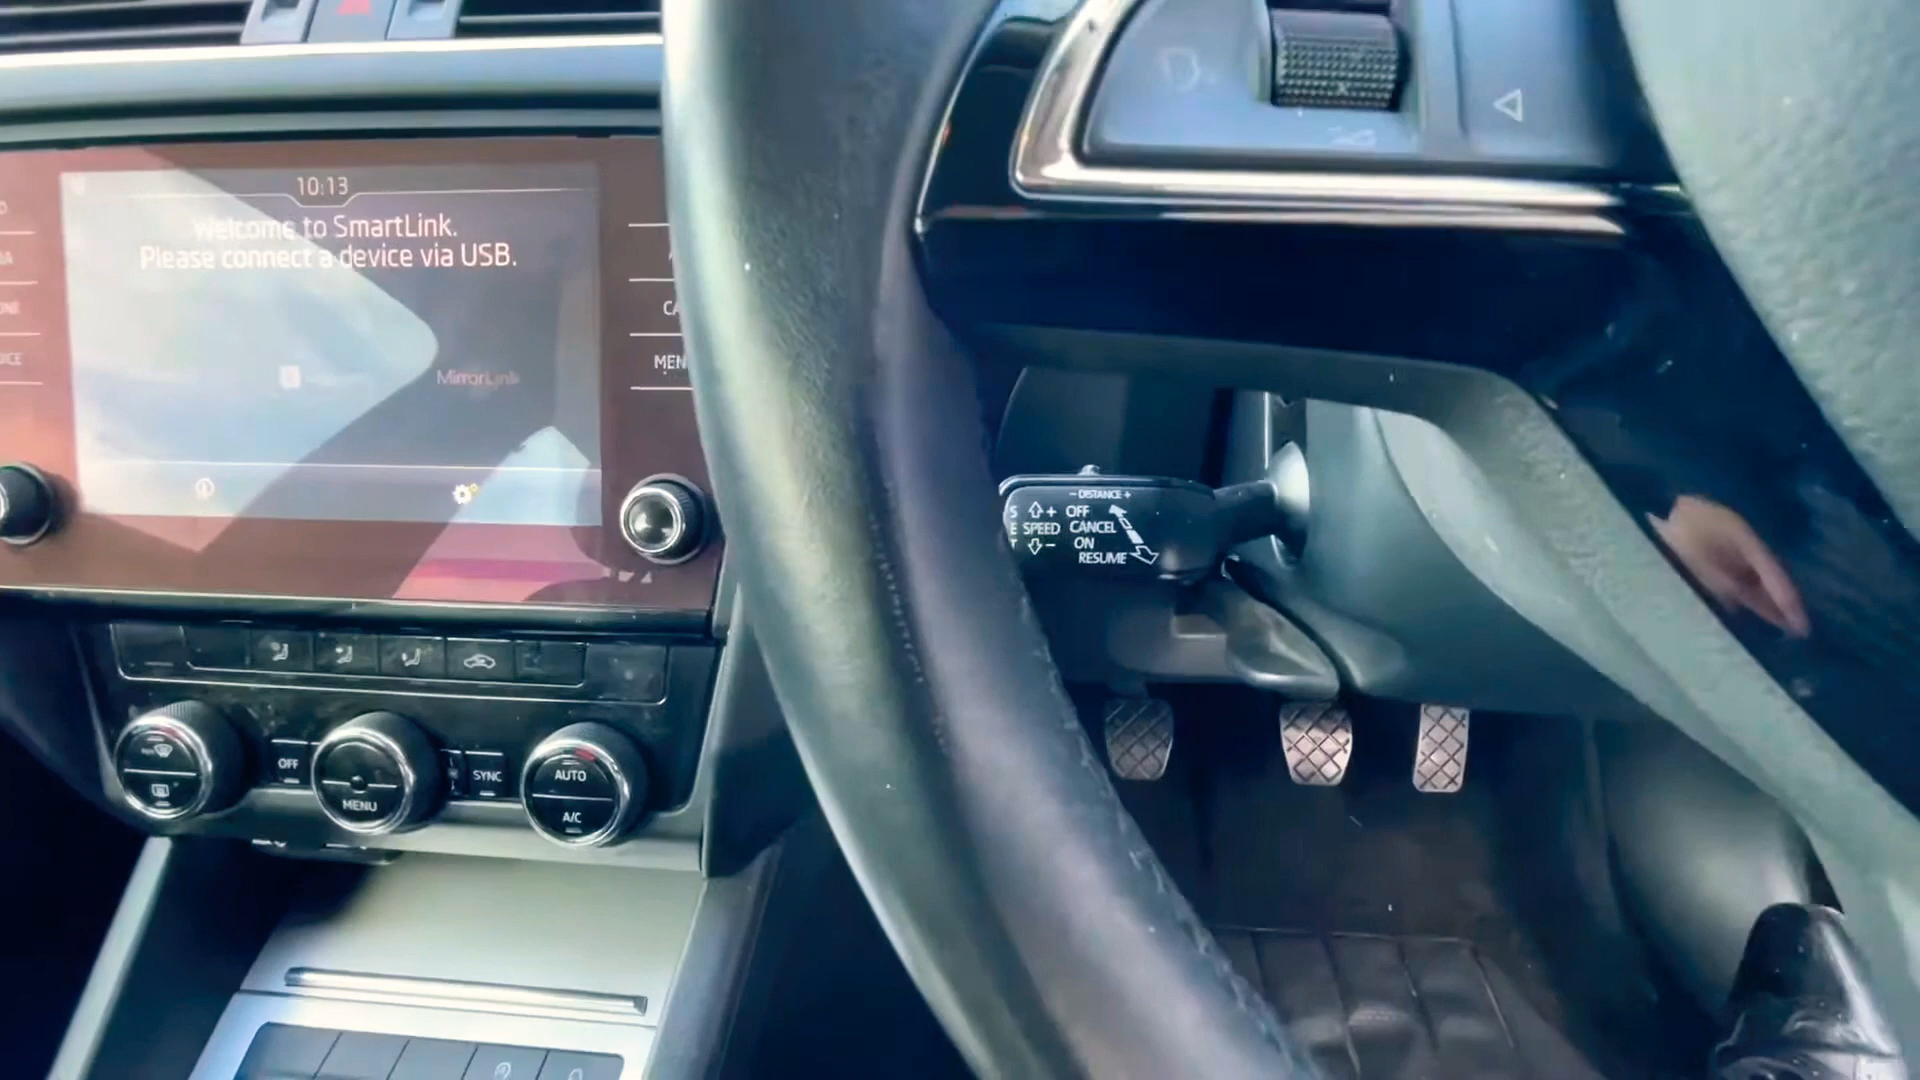 10:13
Welcome to SmartLink.
Please connect a device via USB.
MirrorLink
MEN
- DISTANCE +
S + OFF
E SPEED CANCEL
T - ON
RESUME
OFF
MENU
SYNC
AUTO
A/C